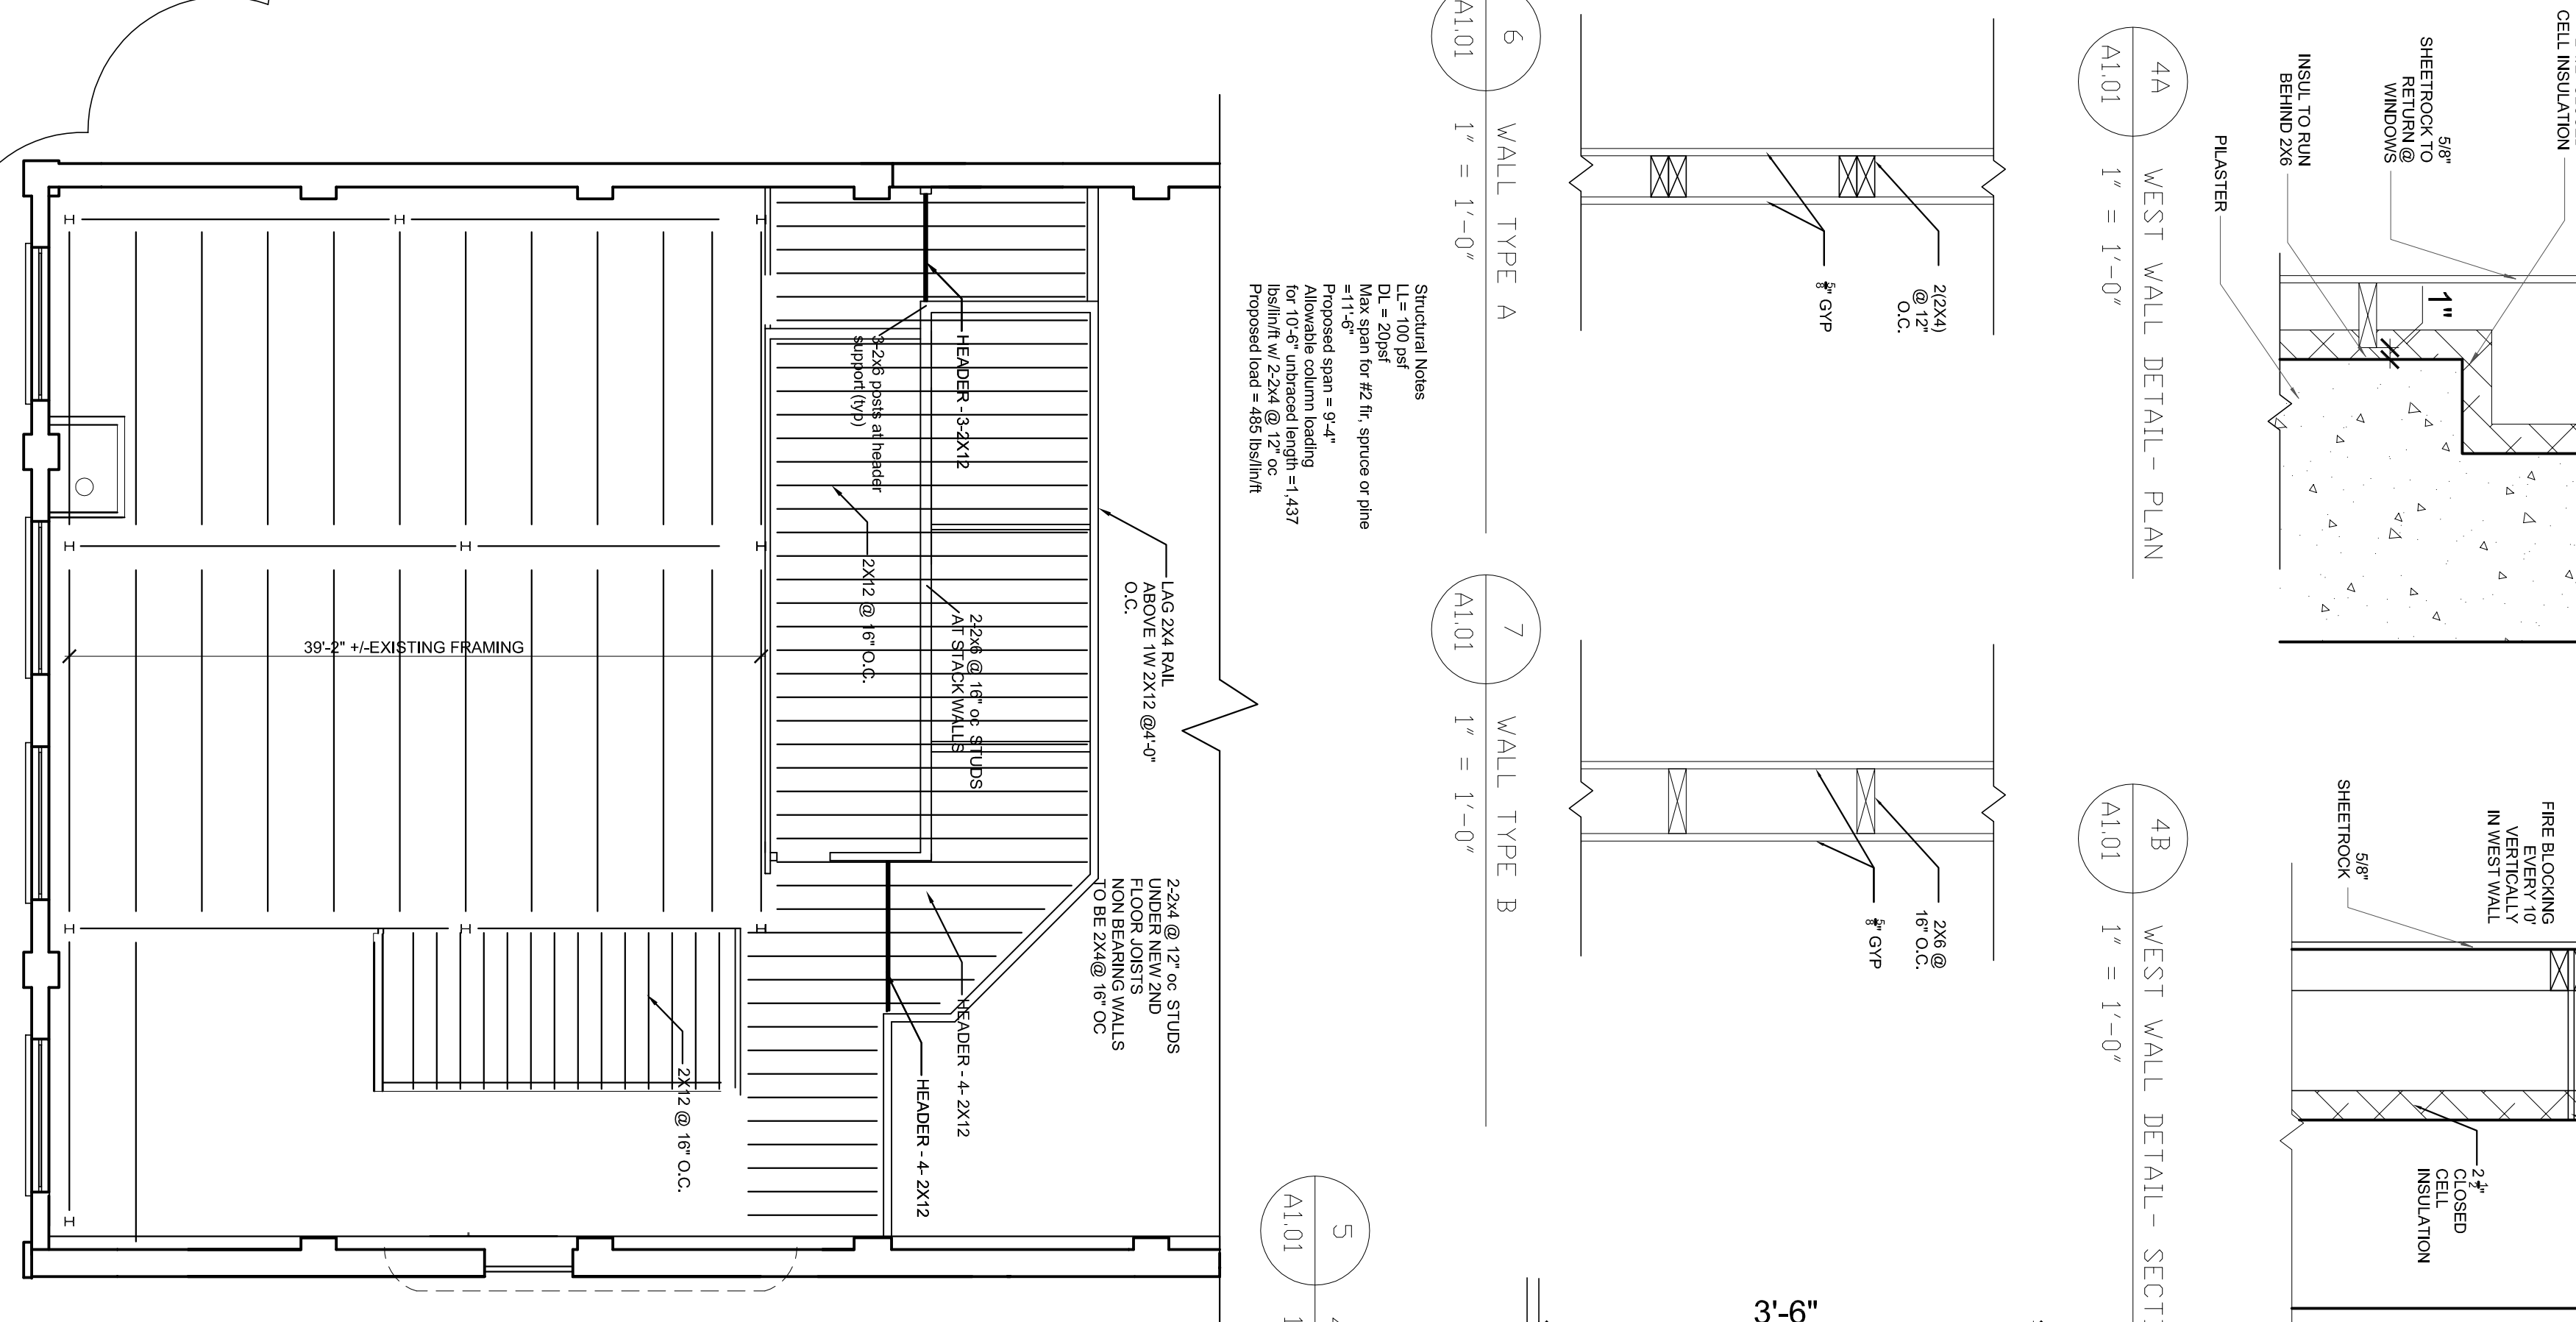 CELL INSULATION
5/8"
SHEETROCK TO
RETURN @
WINDOWS
INSUL TO RUN
BEHIND 2X6
PILASTER
1"
4A
A1.01
WEST WALL DETAIL- PLAN
1" = 1'-0"
FIRE BLOCKING
EVERY 10'
VERTICALLY
IN WEST WALL
5/8"
SHEETROCK
2 1/2"
CLOSED
CELL
INSULATION
4B
A1.01
WEST WALL DETAIL- SECT
1" = 1'-0"
2(2X4)
@ 12"
O.C.
5/8" GYP
6
A1.01
WALL TYPE A
1" = 1'-0"
2X6 @
16" O.C.
5/8" GYP
7
A1.01
WALL TYPE B
1" = 1'-0"
3'-6"
Structural Notes
LL= 100 psf
DL = 20psf
Max span for #2 fir, spruce or pine
=11'-6"
Proposed span = 9'-4"
Allowable column loading
for 10'-6" unbraced length =1,437
lbs/lin/ft w/ 2-2x4 @ 12" oc
Proposed load = 485 lbs/lin/ft
5
A1.01
LAG 2X4 RAIL
ABOVE 1W 2X12 @4'-0"
O.C.
2-2x4 @ 12" oc STUDS
UNDER NEW 2ND
FLOOR JOISTS
NON BEARING WALLS
TO BE 2X4@ 16" OC
HEADER - 3-2X12
3-2x6 posts at header
support(typ)
2-2x6 @ 16" oc STUDS
AT STACK WALLS
2X12 @ 16" O.C.
HEADER - 4- 2X12
HEADER - 4- 2X12
2X12 @ 16" O.C.
39'-2" +/-EXISTING FRAMING